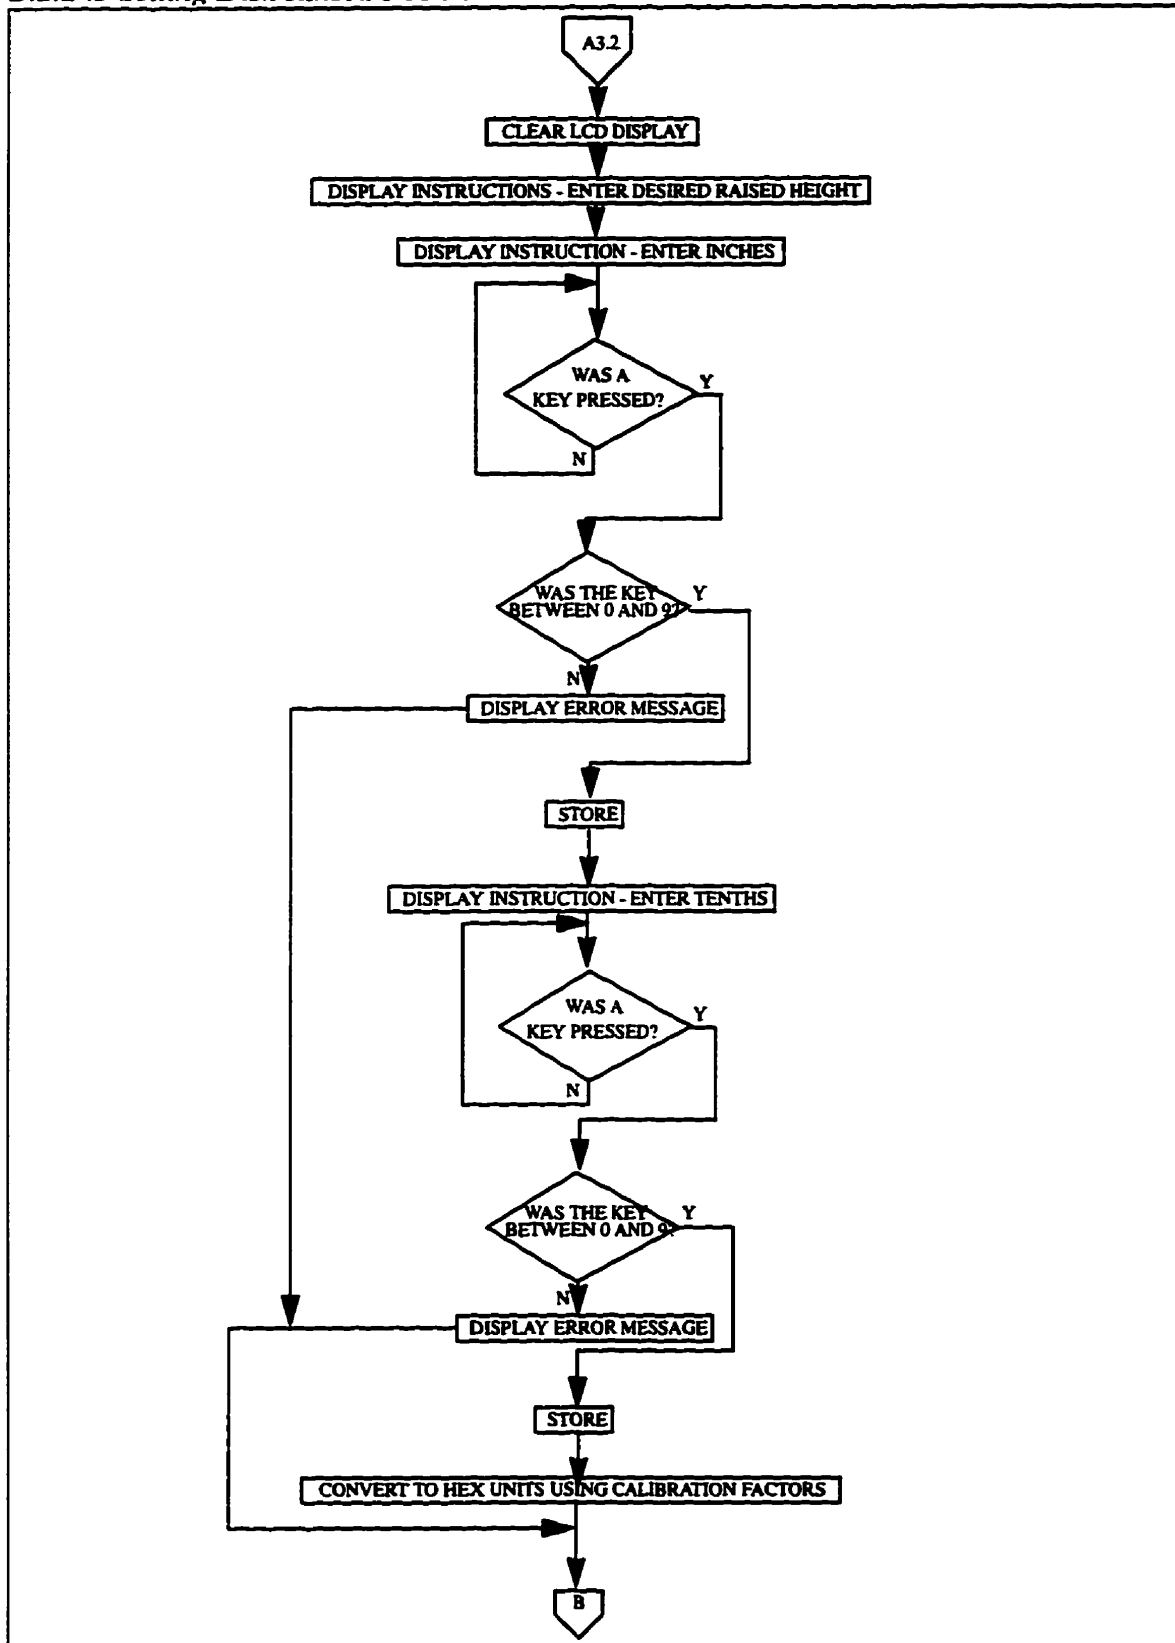 A3.2
CLEAR LCD DISPLAY
DISPLAY INSTRUCTIONS - ENTER DESIRED RAISED HEIGHT
DISPLAY INSTRUCTION - ENTER INCHES
WAS A
KEY PRESSED?
Y
N
WAS THE KEY
BETWEEN 0 AND 9?
Y
N
DISPLAY ERROR MESSAGE
STORE
DISPLAY INSTRUCTION - ENTER TENTHS
WAS A
KEY PRESSED?
Y
N
WAS THE KEY
BETWEEN 0 AND 9?
Y
N
DISPLAY ERROR MESSAGE
STORE
CONVERT TO HEX UNITS USING CALIBRATION FACTORS
B